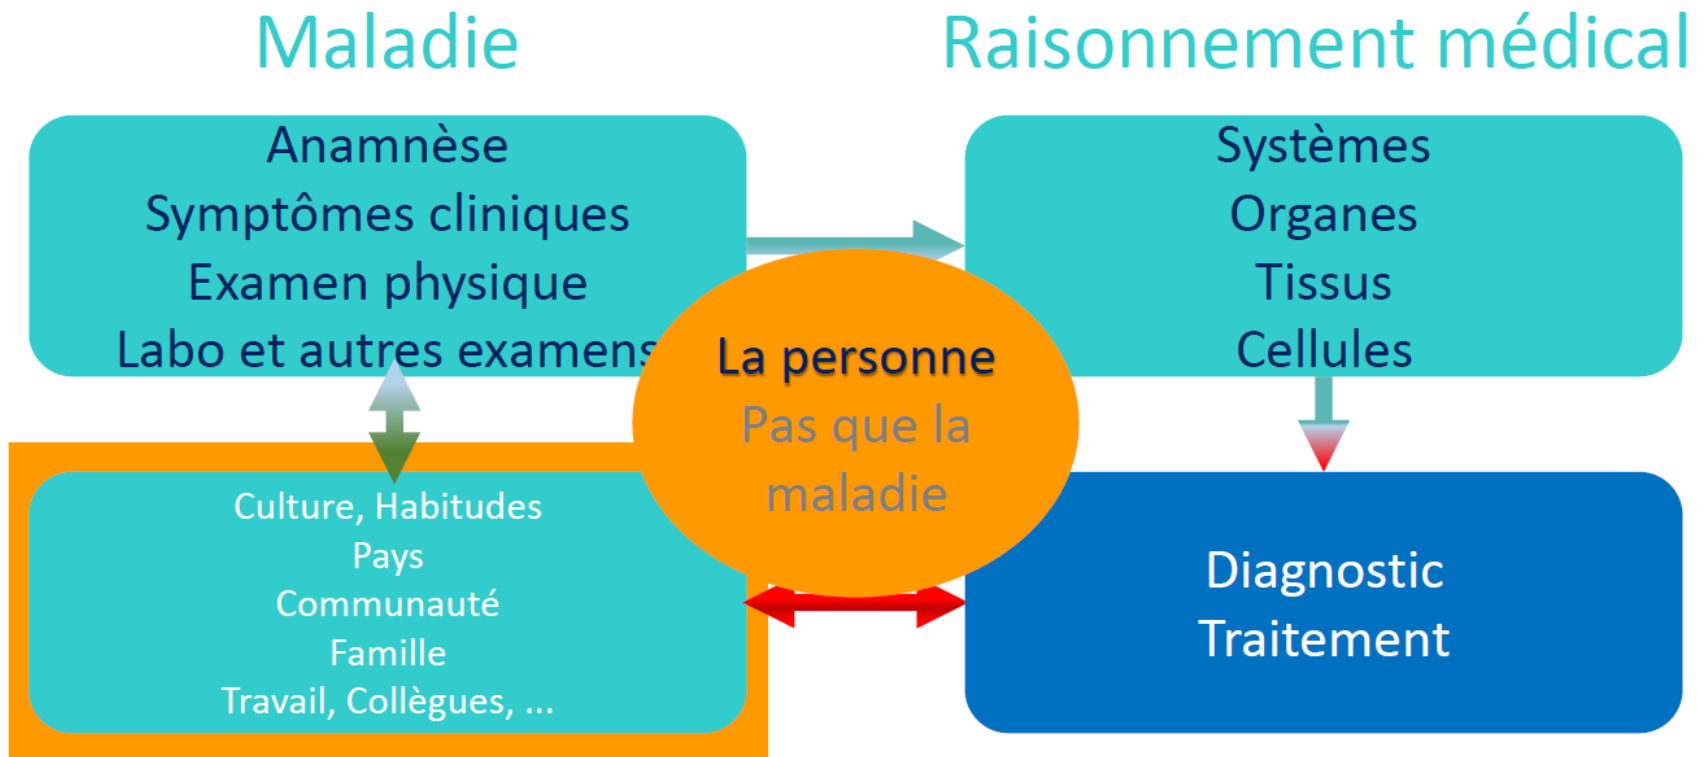 Maladie
Raisonnement médical
Anamnèse
Symptômes cliniques
Examen physique
Labo et autres examens
Systèmes
Organes
Tissus
Cellules
La personne
Pas que la
maladie
Culture, Habitudes
Pays
Communauté
Famille
Travail, Collègues, ...
Diagnostic
Traitement